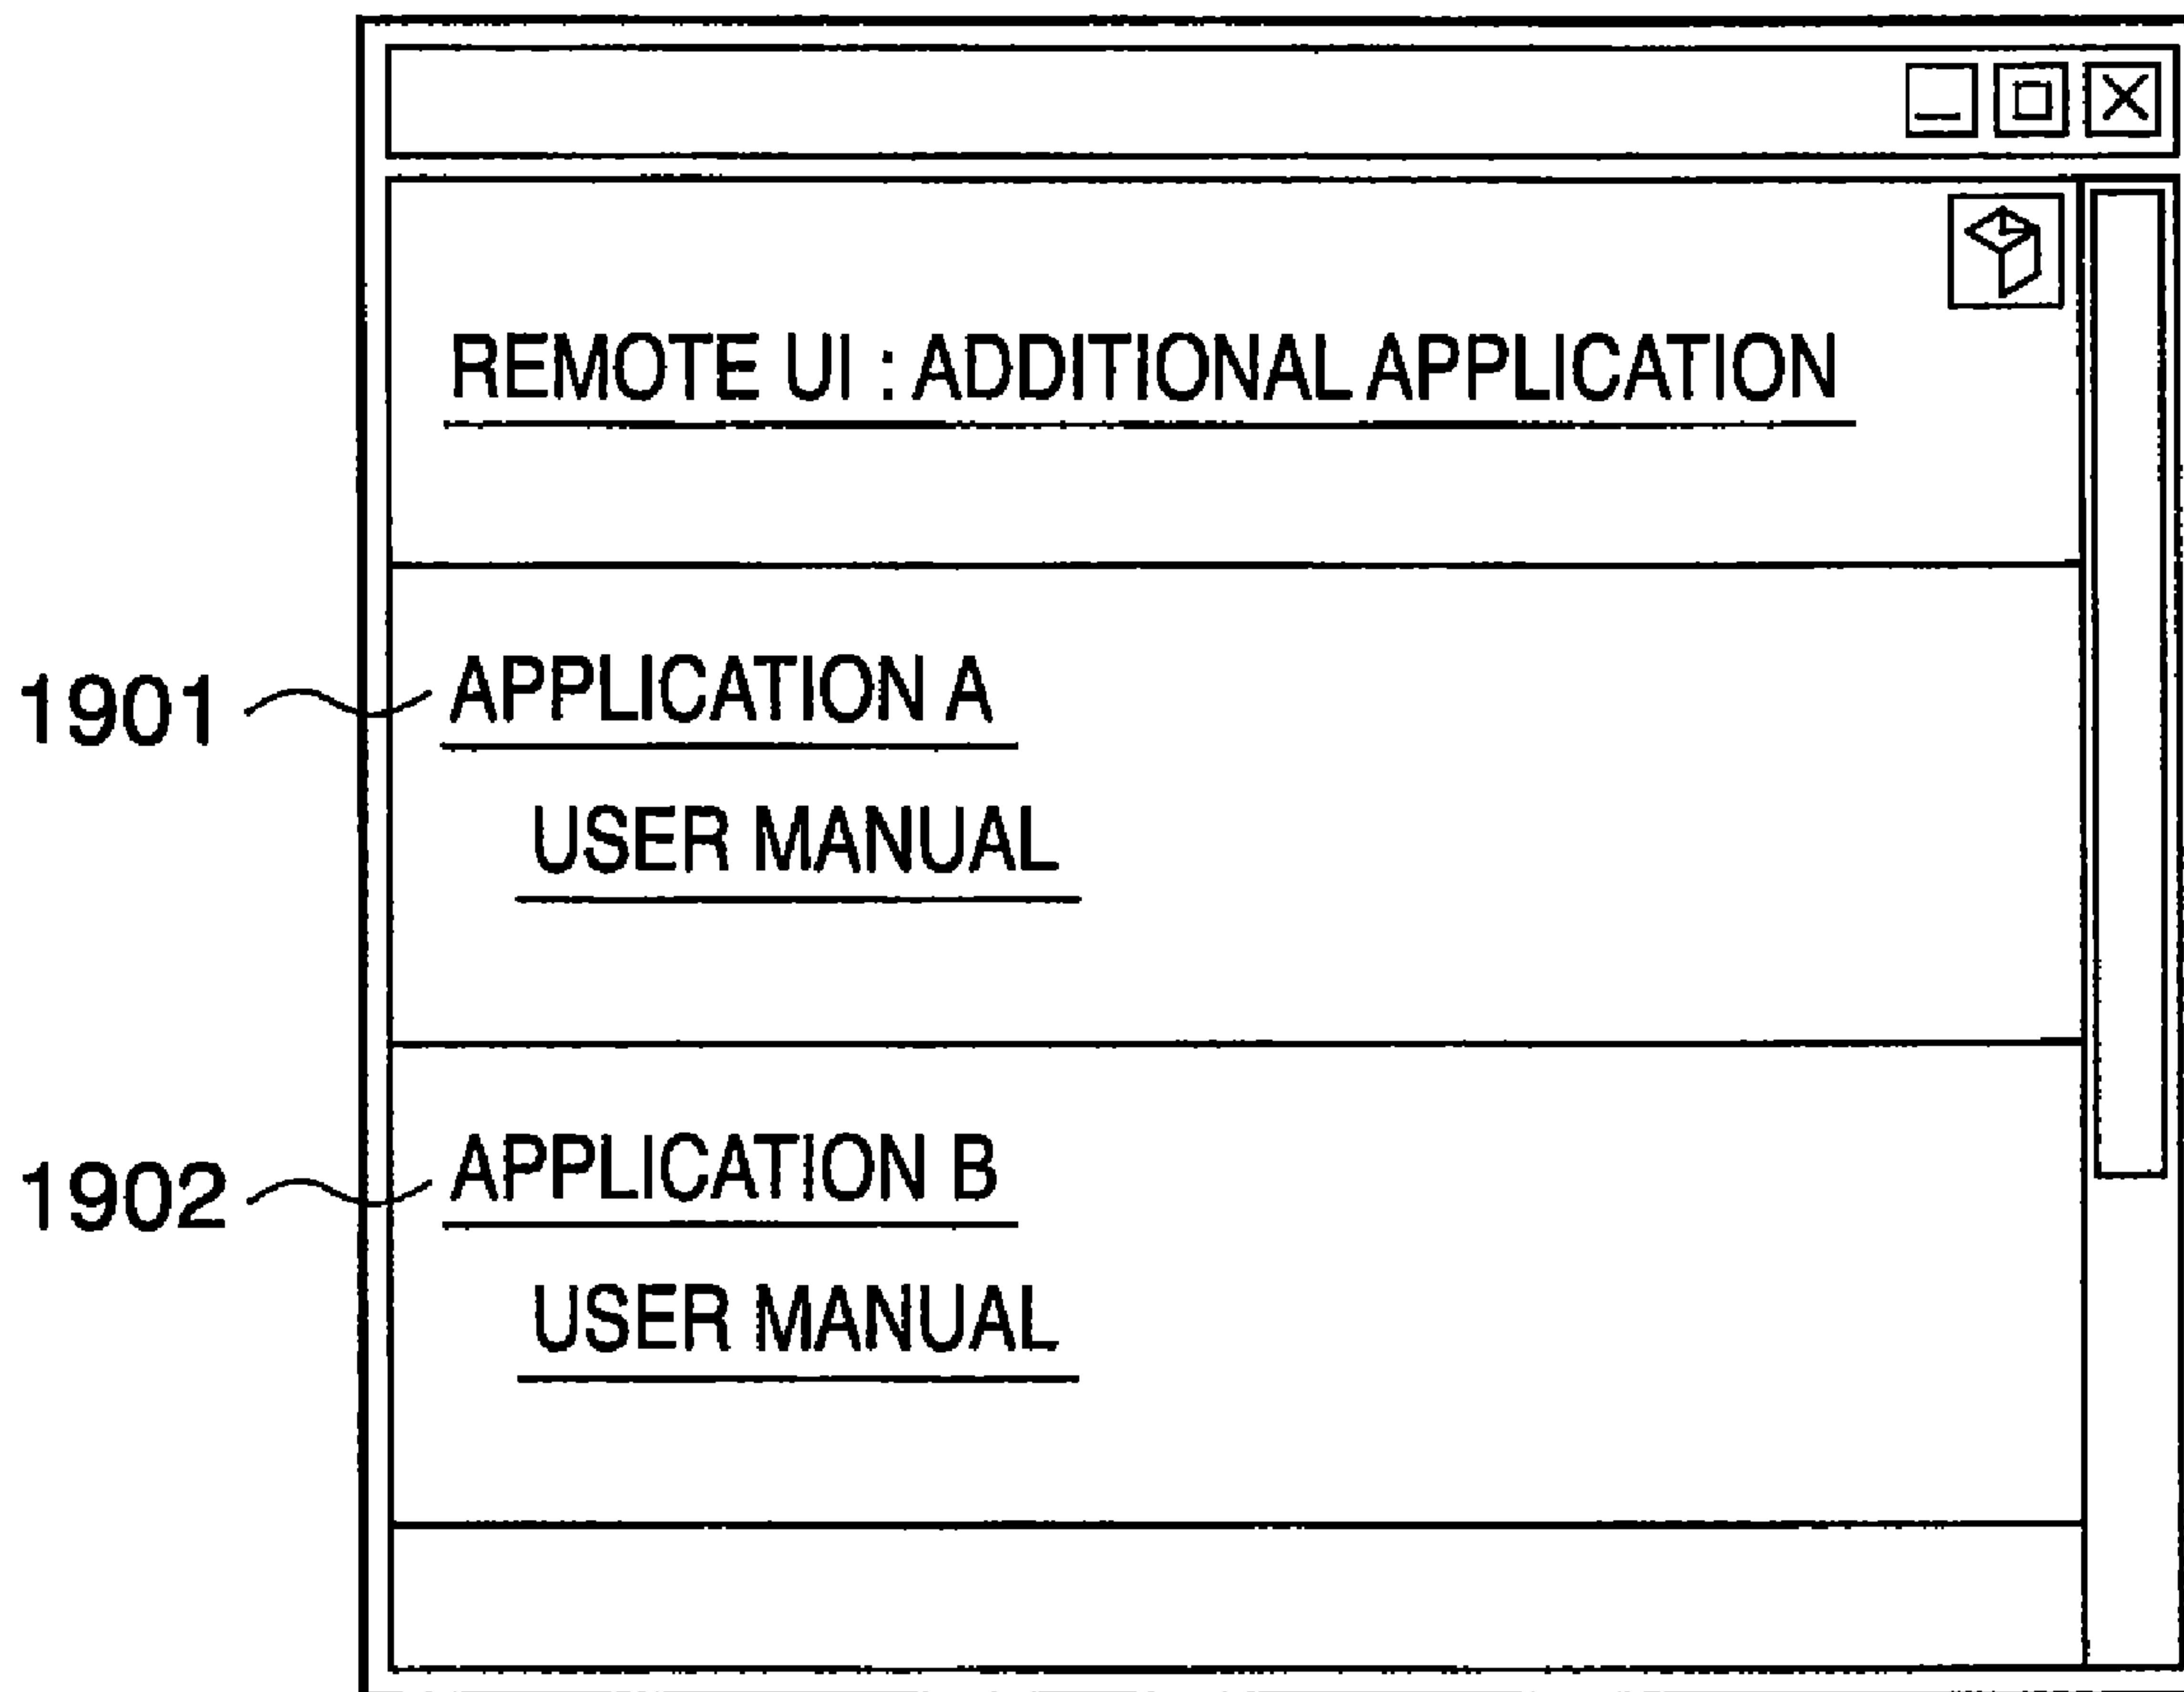 REMOTE UI : ADDITIONAL APPLICATION
1901
APPLICATION A
USER MANUAL
1902
APPLICATION B
USER MANUAL